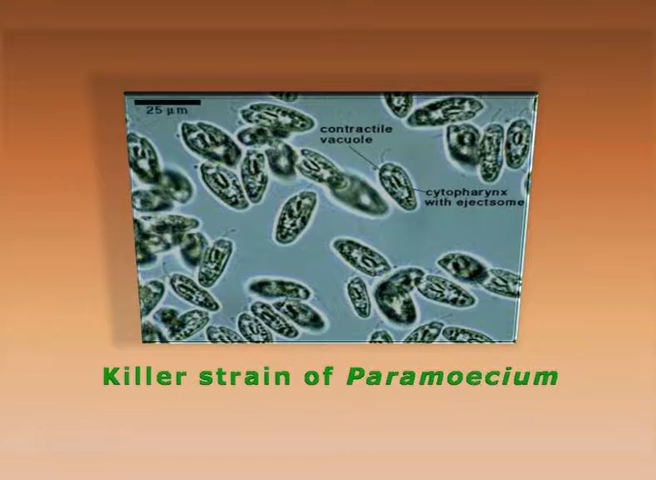 25 µm
contractile
vacuole
cytopharynx
with ejectsome
Killer strain of Paramoecium